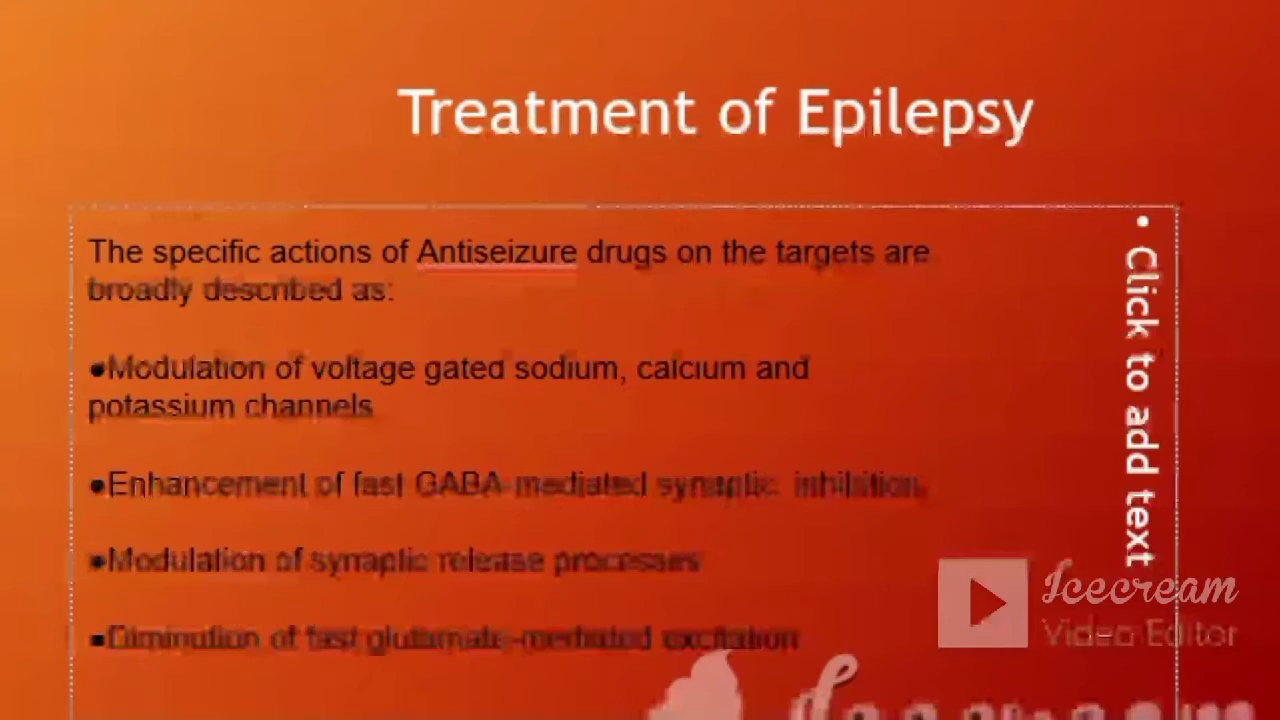 Treatment of Epilepsy
The specific actions of Antiseizure drugs on the targets are
broadly described as:
●Modulation of voltage gated sodium, calcium and
potassium channels
●Enhancement of fast GABA-mediated synaptic inhibition.
●Modulation of synaptic release processes
●Diminution of fast glutamate-mediated excitation
• Click to add text
Icecream
Video Editor